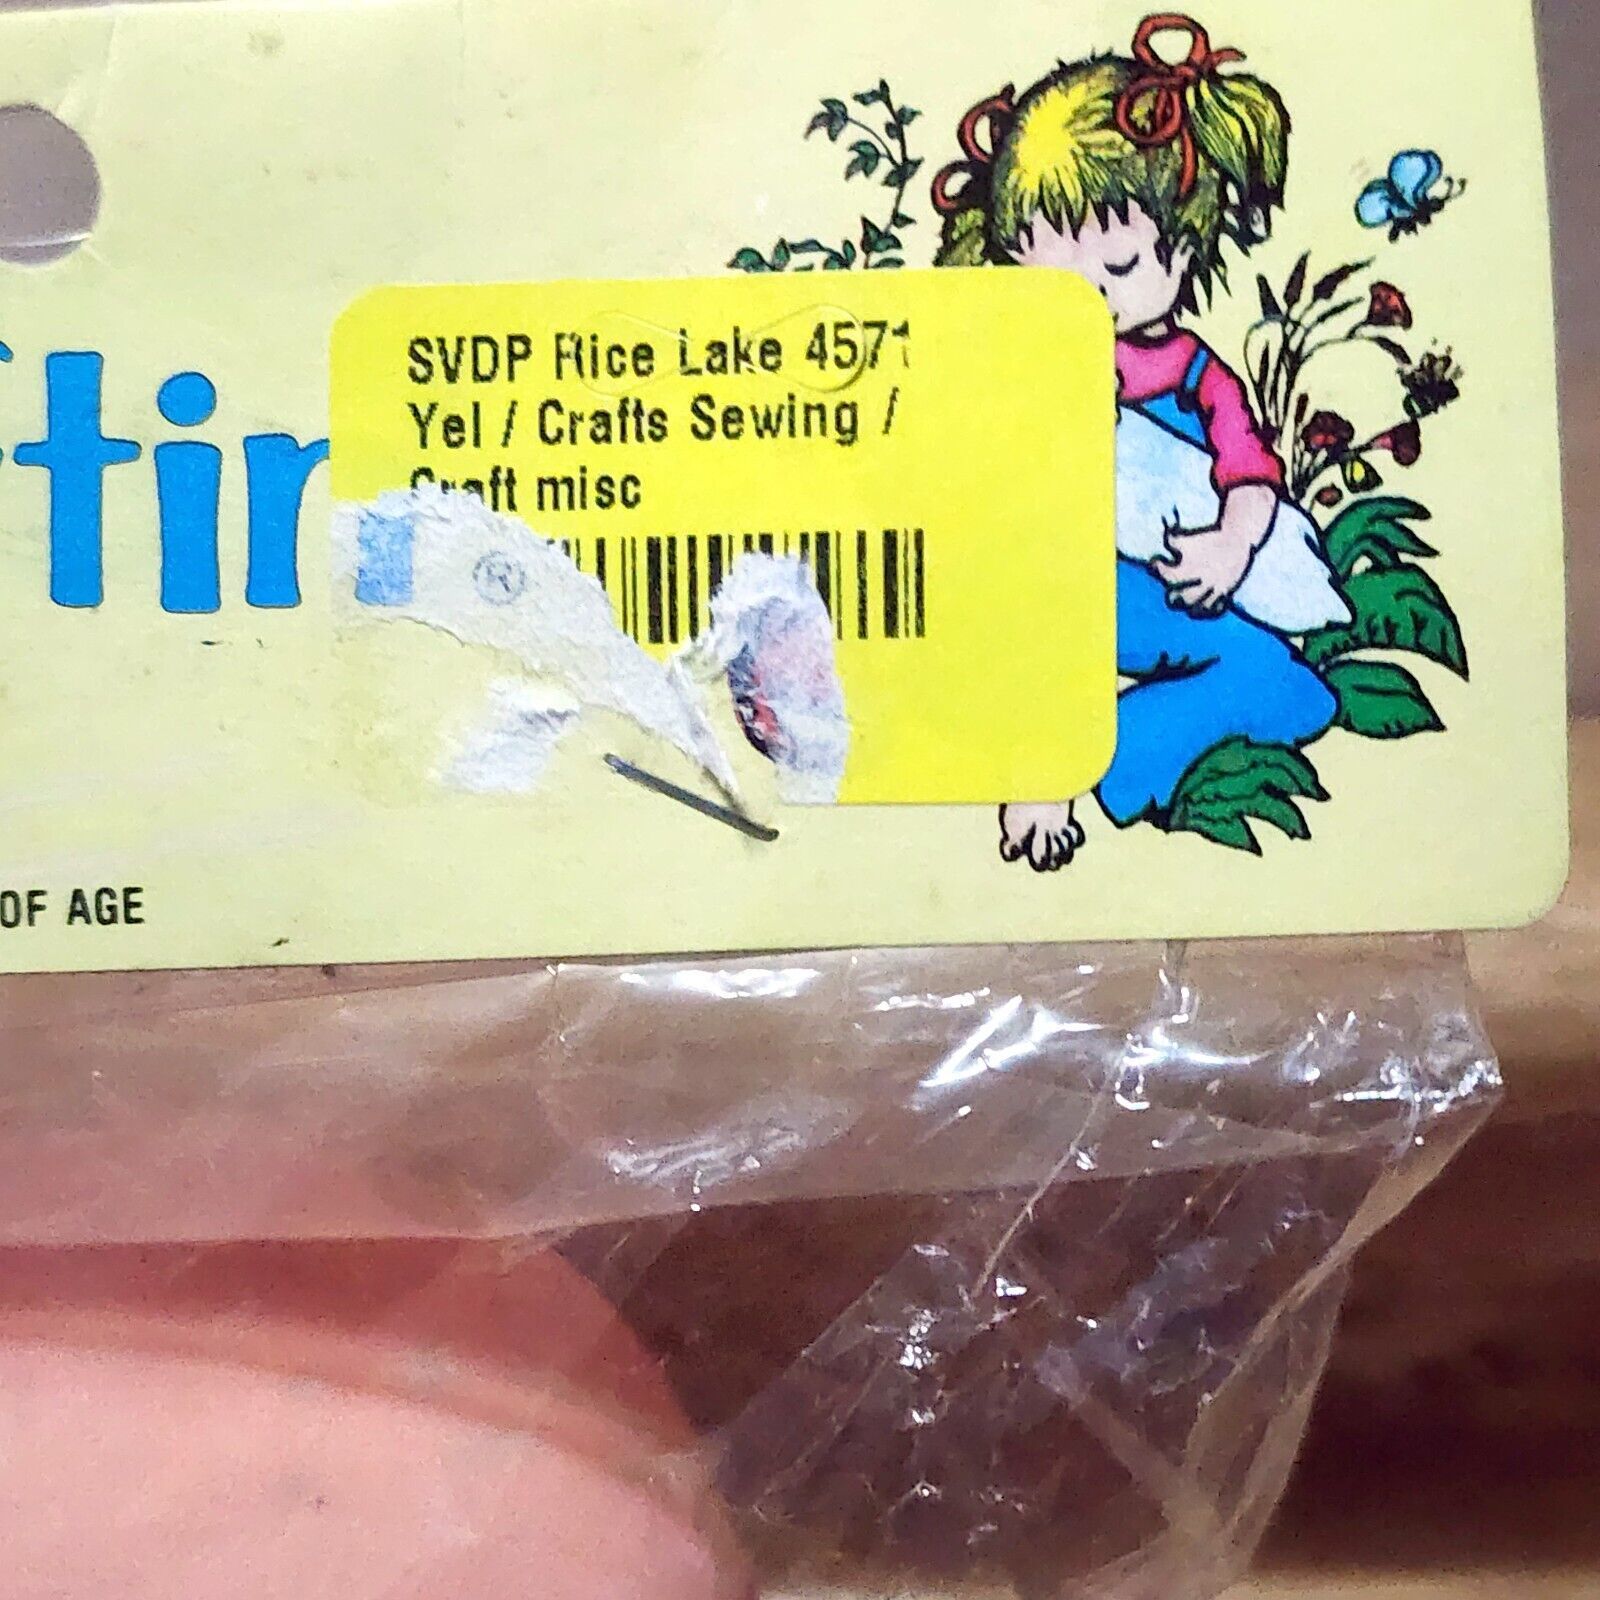 SVDP Rice Lake 4571
Yel / Crafts Sewing /
Craft misc
®
OF AGE